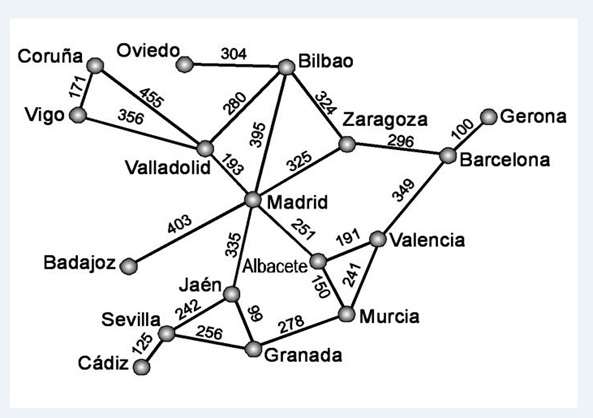 Coruña
Oviedo
304
Bilbao
171
455
280
324
Vigo
356
395
Zaragoza
100
Gerona
Valladolid
193
325
296
Barcelona
349
Madrid
403
251
191
Valencia
335
Badajoz
Albacete
241
150
Jaén
242
99
Sevilla
256
278
Murcia
125
Granada
Cádiz